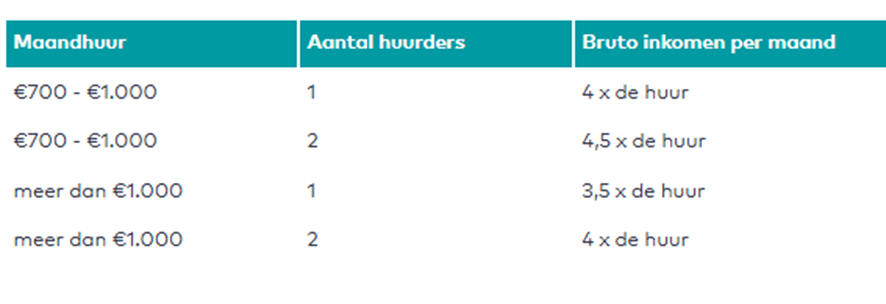 Maandhuur Aantal huurders Bruto inkomen per maand
€700 - €1.000 1 4 x de huur
€700 - €1.000 2 4,5 x de huur
meer dan €1.000 1 3,5 x de huur
meer dan €1.000 2 4 x de huur